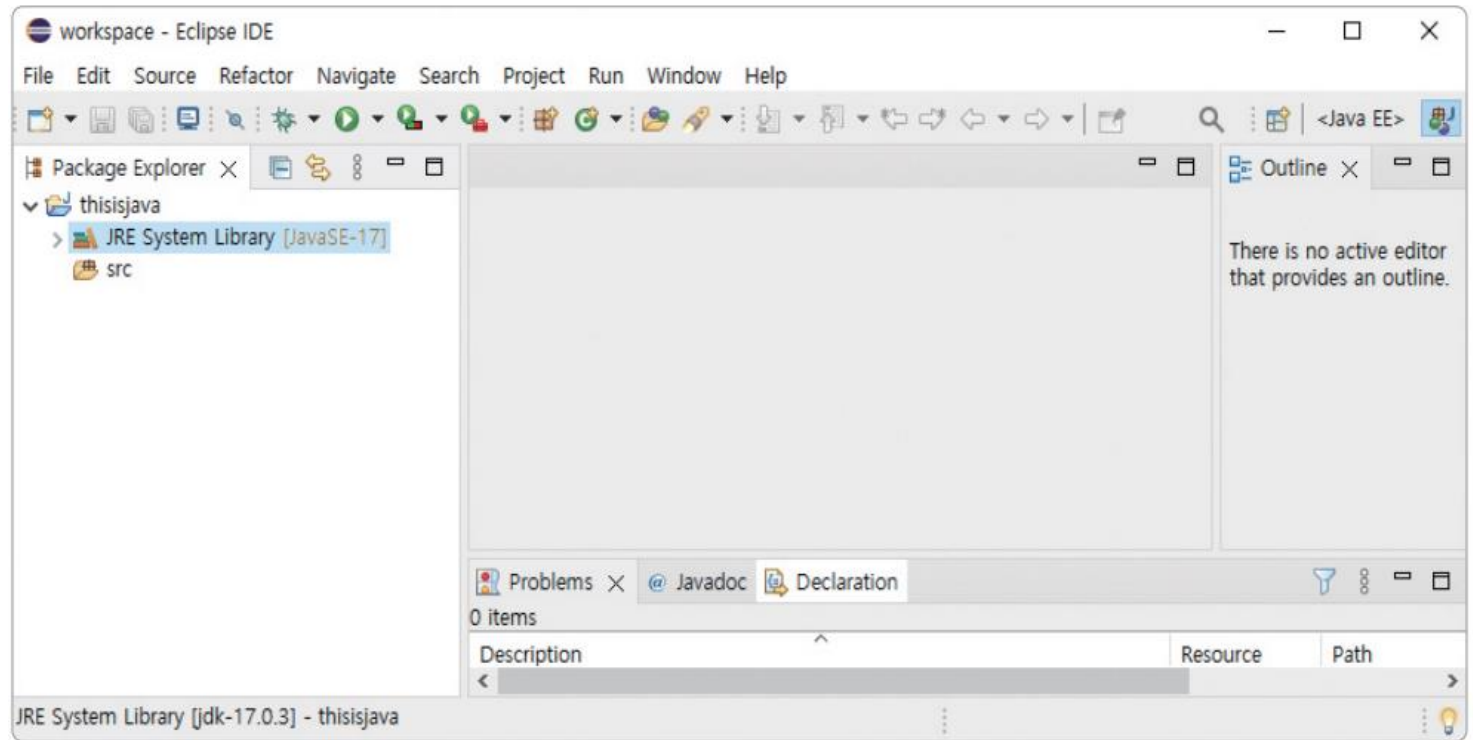 workspace - Eclipse IDE
File Edit Source Refactor Navigate Search Project Run Window Help
<Java EE>
Package Explorer
thisisjava
JRE System Library [JavaSE-17]
src
Outline
There is no active editor
that provides an outline.
Problems @ Javadoc Declaration
0 items
Description Resource Path
JRE System Library [jdk-17.0.3] - thisisjava